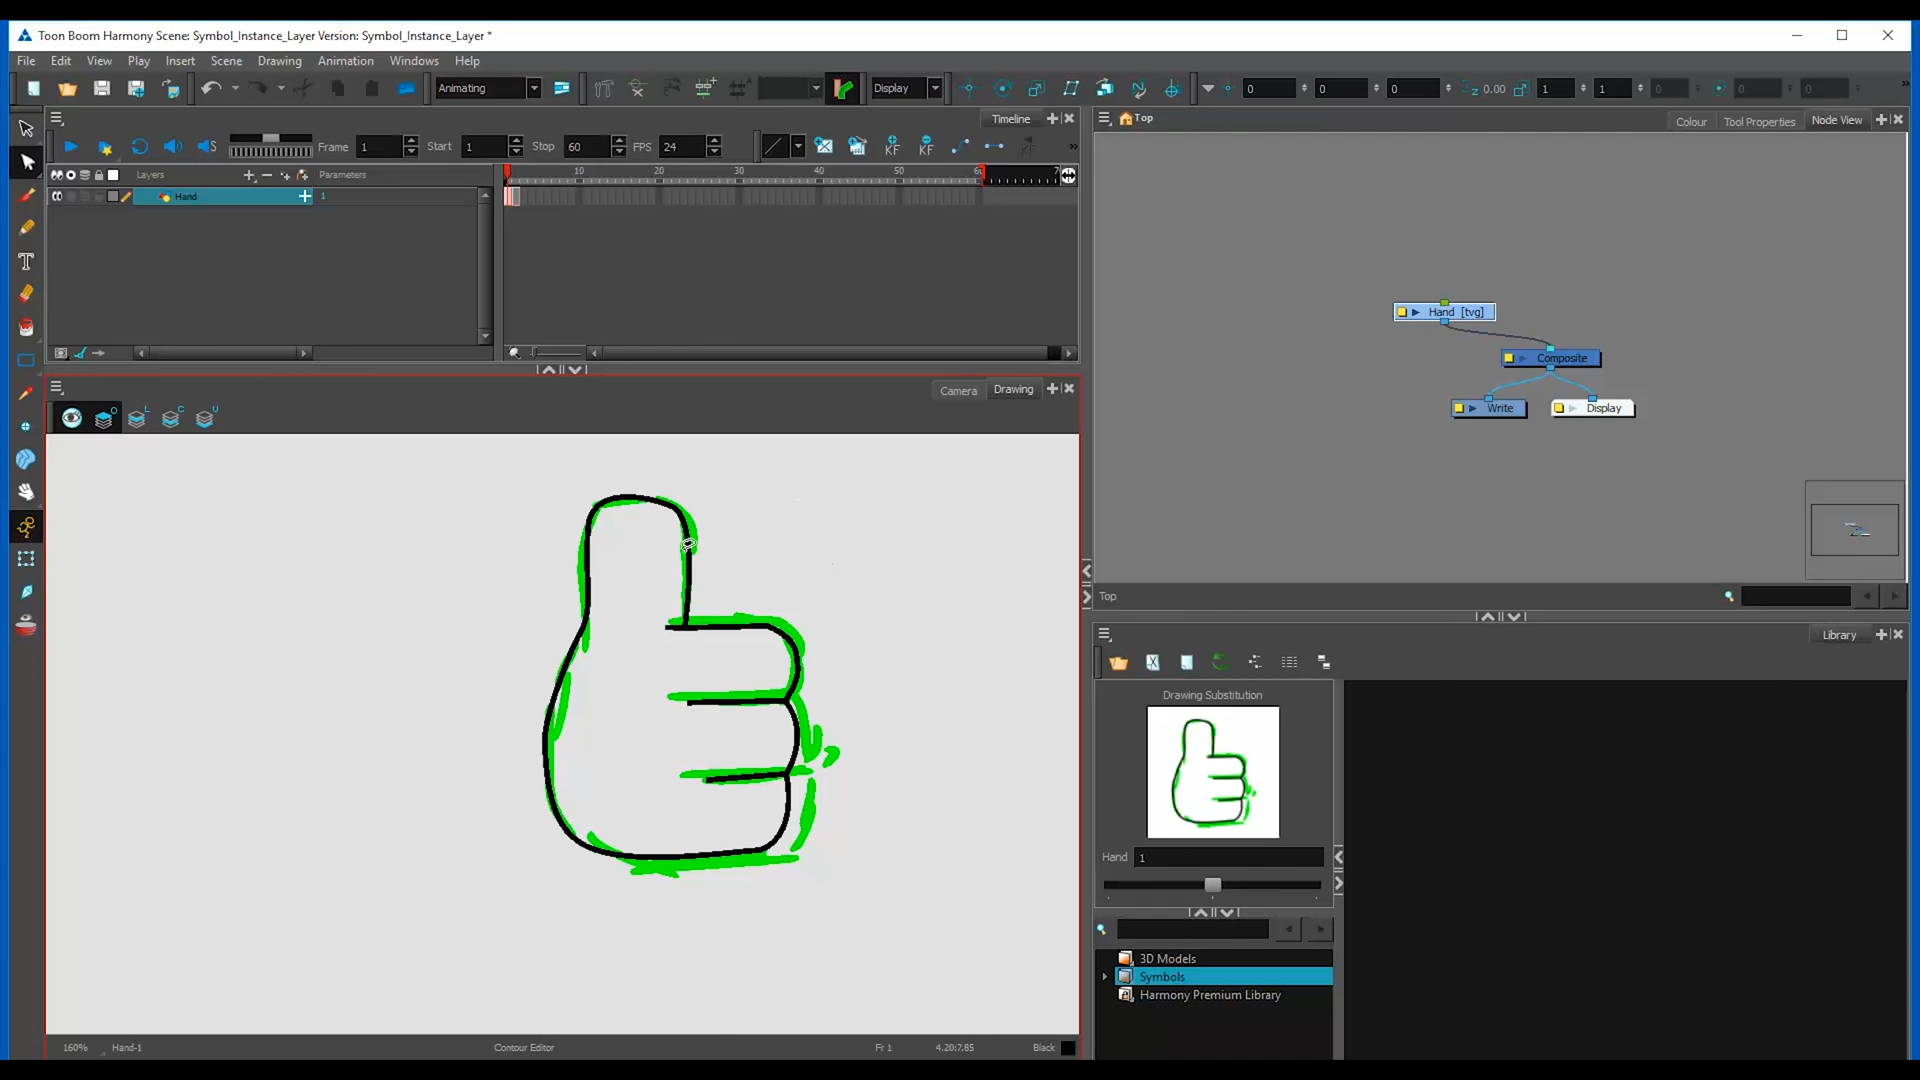 Toon Boom Harmony Scene: Symbol_Instance_Layer Version: Symbol_Instance_Layer *
File Edit View Play Insert Scene Drawing Animation Windows Help
Animating Display 0 0 0 Z 0.00 1 1 0 0 0
Timeline
Frame 1 Start 1 Stop 60 FPS 24
Layers Parameters 10 20 30 40 50
Hand 1
Camera Drawing
O L C U
160% Hand-1 Contour Editor Fr 1 4.20;7.85 Black
Top Colour Tool Properties Node View
Hand [tvg]
Composite
Write Display
Top
Library
Drawing Substitution
Hand 1
3D Models
Symbols
Harmony Premium Library